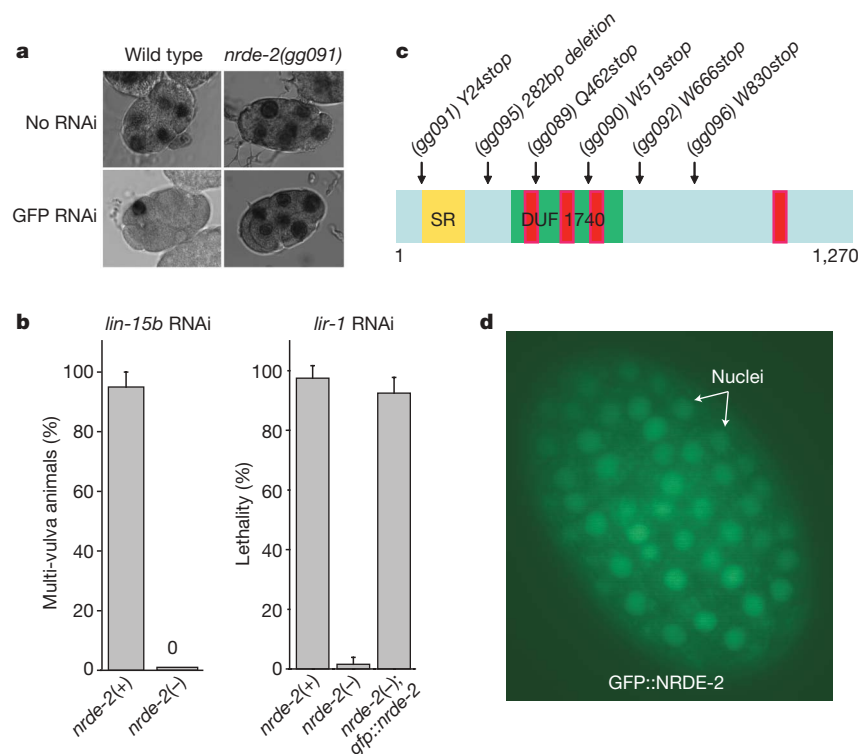 a
Wild type
nrde-2(gg091)
No RNAi
GFP RNAi
b
lin-15b RNAi
Multi-vulva animals (%)
100
80
60
40
20
0
0
nrde-2(+)
nrde-2(–)
lir-1 RNAi
Lethality (%)
100
80
60
40
20
0
nrde-2(+)
nrde-2(–)
nrde-2(–);
gfp::nrde-2
c
(gg091) Y24stop
(gg095) 282bp deletion
(gg089) Q462stop
(gg090) W519stop
(gg092) W666stop
(gg096) W830stop
SR
DUF 1740
1
1,270
d
Nuclei
GFP::NRDE-2